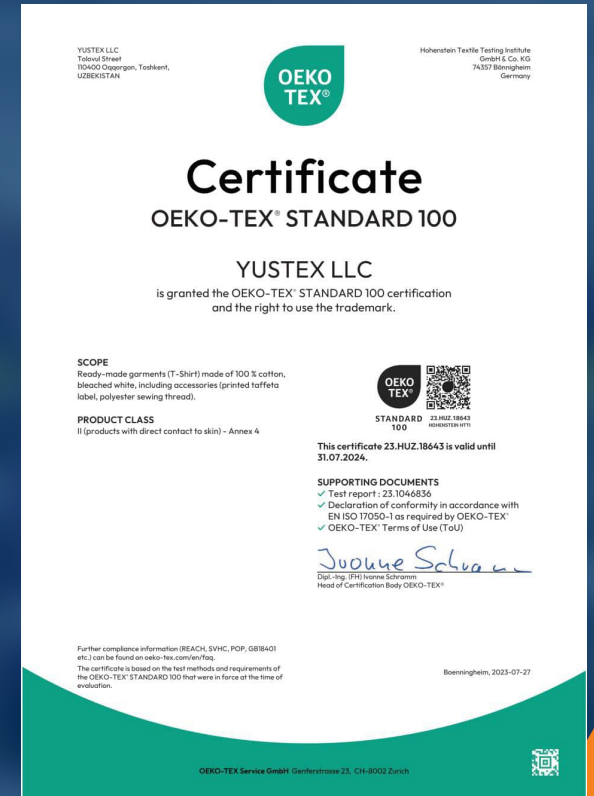 YUSTEX LLC
Tolovul Street
110400 Oqqorgon, Toshkent,
UZBEKISTAN
OEKO
TEX®
Hohenstein Textile Testing Institute
GmbH & Co. KG
74357 Bönnigheim
Germany
Certificate
OEKO-TEX® STANDARD 100
YUSTEX LLC
is granted the OEKO-TEX® STANDARD 100 certification
and the right to use the trademark.
SCOPE
Ready-made garments (T-Shirt) made of 100 % cotton,
bleached white, including accessories (printed taffeta
label, polyester sewing thread).
PRODUCT CLASS
II (products with direct contact to skin) - Annex 4
OEKO
TEX®
STANDARD
100
23.HUZ.18643
HOHENSTEIN HTTI
This certificate 23.HUZ.18643 is valid until
31.07.2024.
SUPPORTING DOCUMENTS
✓ Test report : 23.1046836
✓ Declaration of conformity in accordance with
EN ISO 17050-1 as required by OEKO-TEX®
✓ OEKO-TEX® Terms of Use (ToU)
Ivonne Schramm
Dipl.-Ing. (FH) Ivonne Schramm
Head of Certification Body OEKO-TEX®
Further compliance information (REACH, SVHC, POP, GB18401
etc.) can be found on oeko-tex.com/en/faq.
The certificate is based on the test methods and requirements of
the OEKO-TEX® STANDARD 100 that were in force at the time of
evaluation.
Boenningheim, 2023-07-27
OEKO-TEX Service GmbH Genferstrasse 23, CH-8002 Zurich